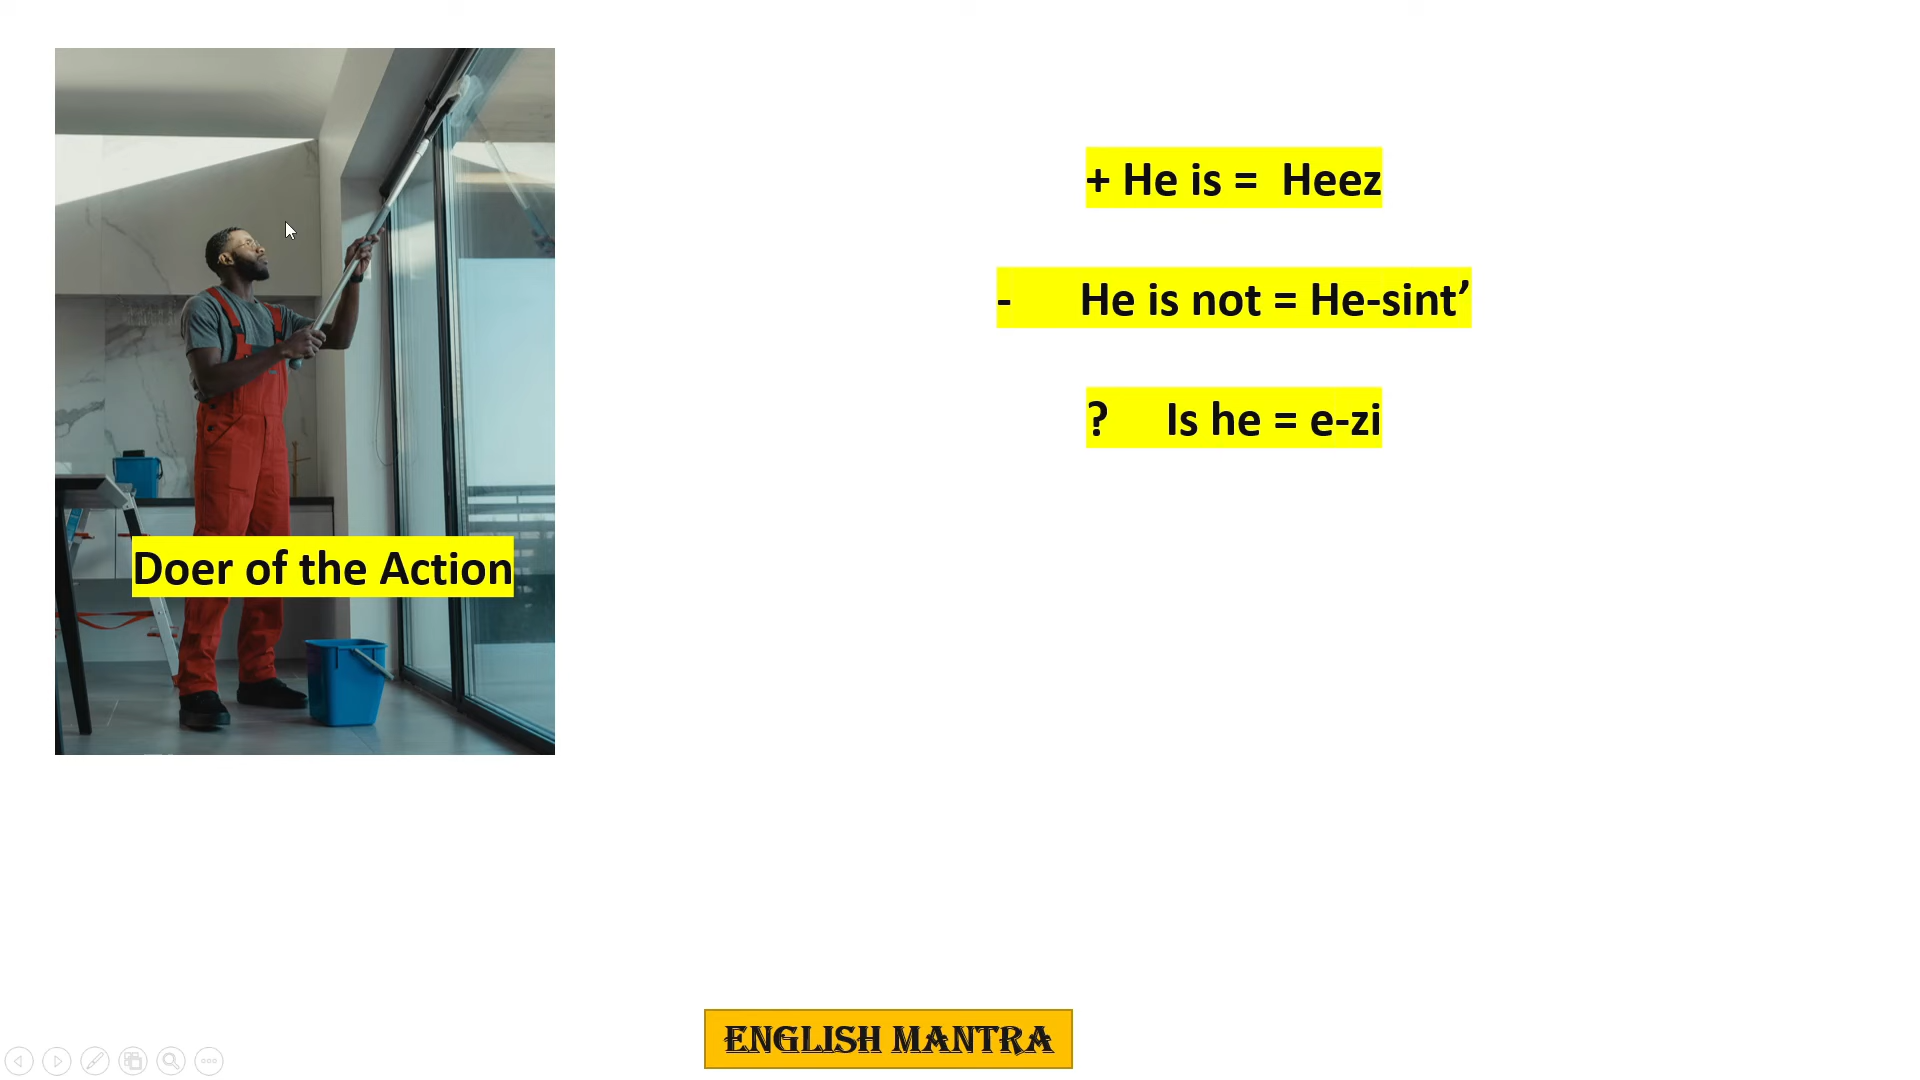 + He is = Heez
- He is not = He-sint’
? Is he = e-zi
Doer of the Action
ENGLISH MANTRA